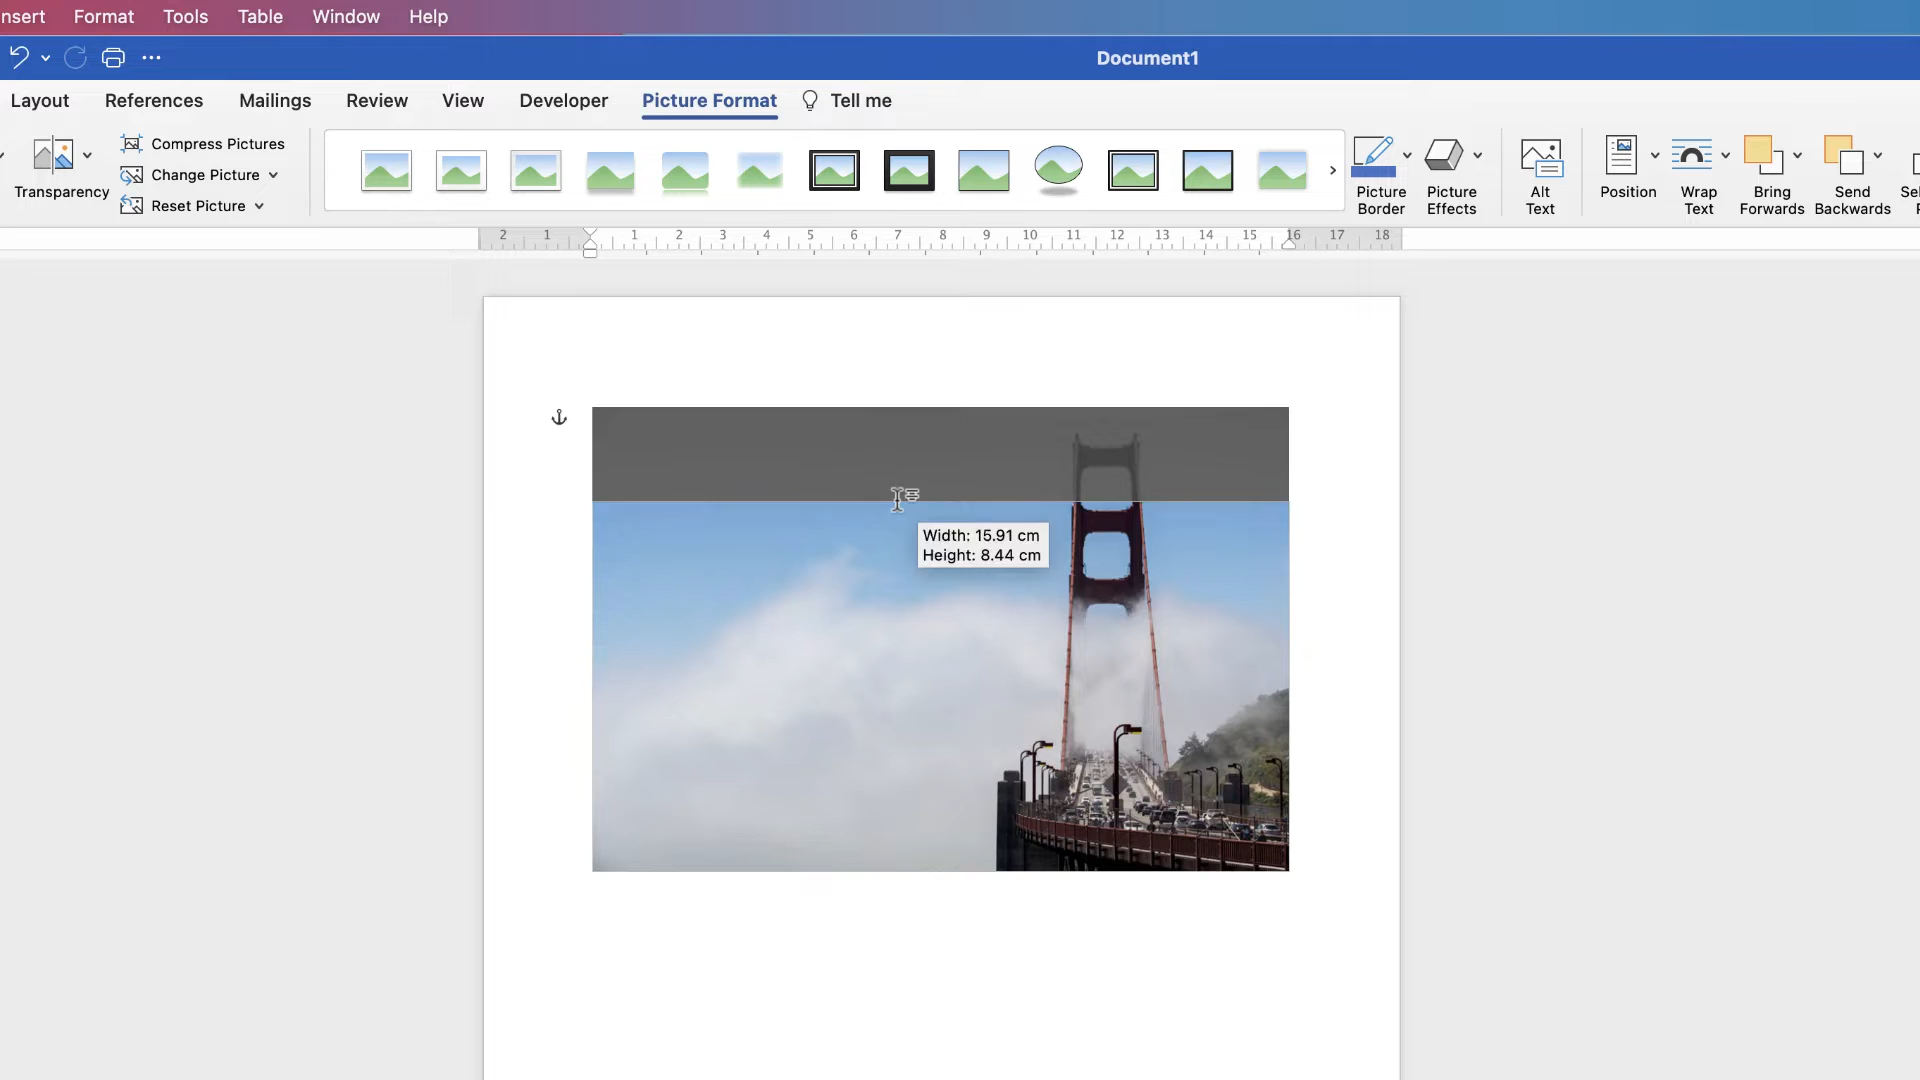 nsert Format Tools Table Window Help
Document1
Layout References Mailings Review View Developer Picture Format Tell me
Transparency
Compress Pictures
Change Picture
Reset Picture
Picture
Border
Picture
Effects
Alt
Text
Position
Wrap
Text
Bring
Forwards
Send
Backwards
Sel
2 1 1 2 3 4 5 6 7 8 9 10 11 12 13 14 15 16 17 18
Width: 15.91 cm
Height: 8.44 cm